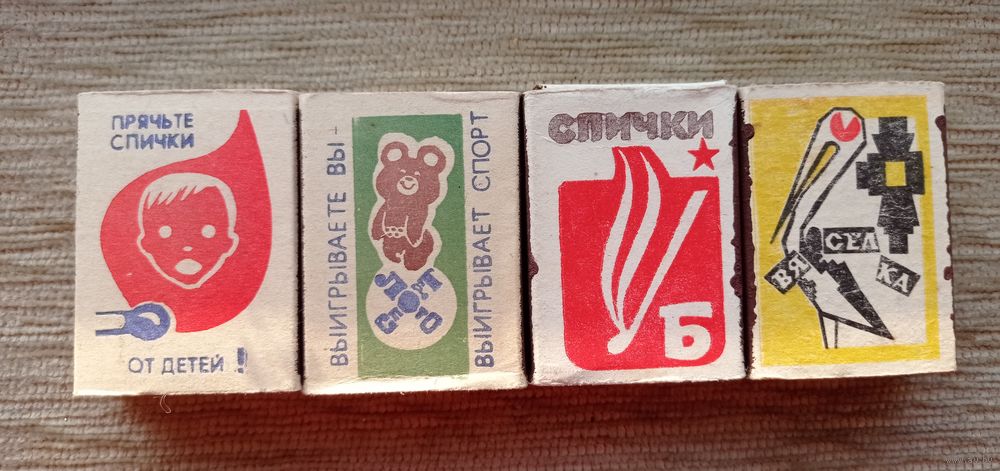 ПРЯЧЬТЕ
СПИЧКИ
ОТ ДЕТЕЙ !
ВЫИГРЫВАЕТЕ ВЫ -
СПОРТ
ЛОТО
ВЫИГРЫВАЕТ СПОРТ
СПИЧКИ
Б
ВЯ
СЕЛ
КА